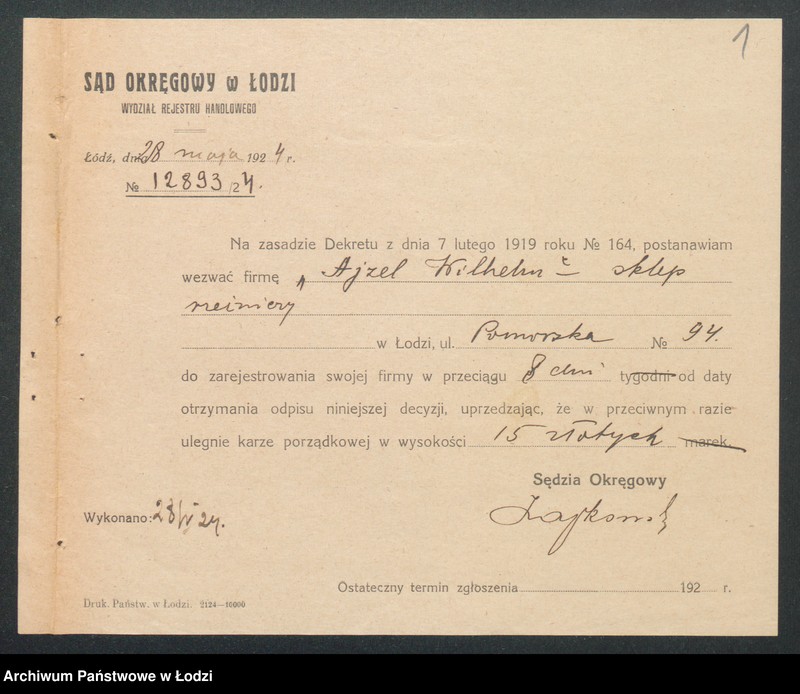 1
SĄD OKRĘGOWY w ŁODZI
WYDZIAŁ REJESTRU HANDLOWEGO
Łódź, dnia 28 maja 1924 r.
№ 12893/24.
Na zasadzie Dekretu z dnia 7 lutego 1919 roku № 164, postanawiam
wezwać firmę „Ajzel Wilhelm" – sklep
rzeźniczy
w Łodzi, ul. Pomorska № 94.
do zarejestrowania swojej firmy w przeciągu 8 dni tygodni od daty
otrzymania odpisu niniejszej decyzji, uprzedzając, że w przeciwnym razie
ulegnie karze porządkowej w wysokości 15 złotych marek.
Sędzia Okręgowy
Wykonano: 28/V 24.
Ostateczny termin zgłoszenia 192 r.
Druk. Państw. w Łodzi. 2124—10000
Archiwum Państwowe w Łodzi